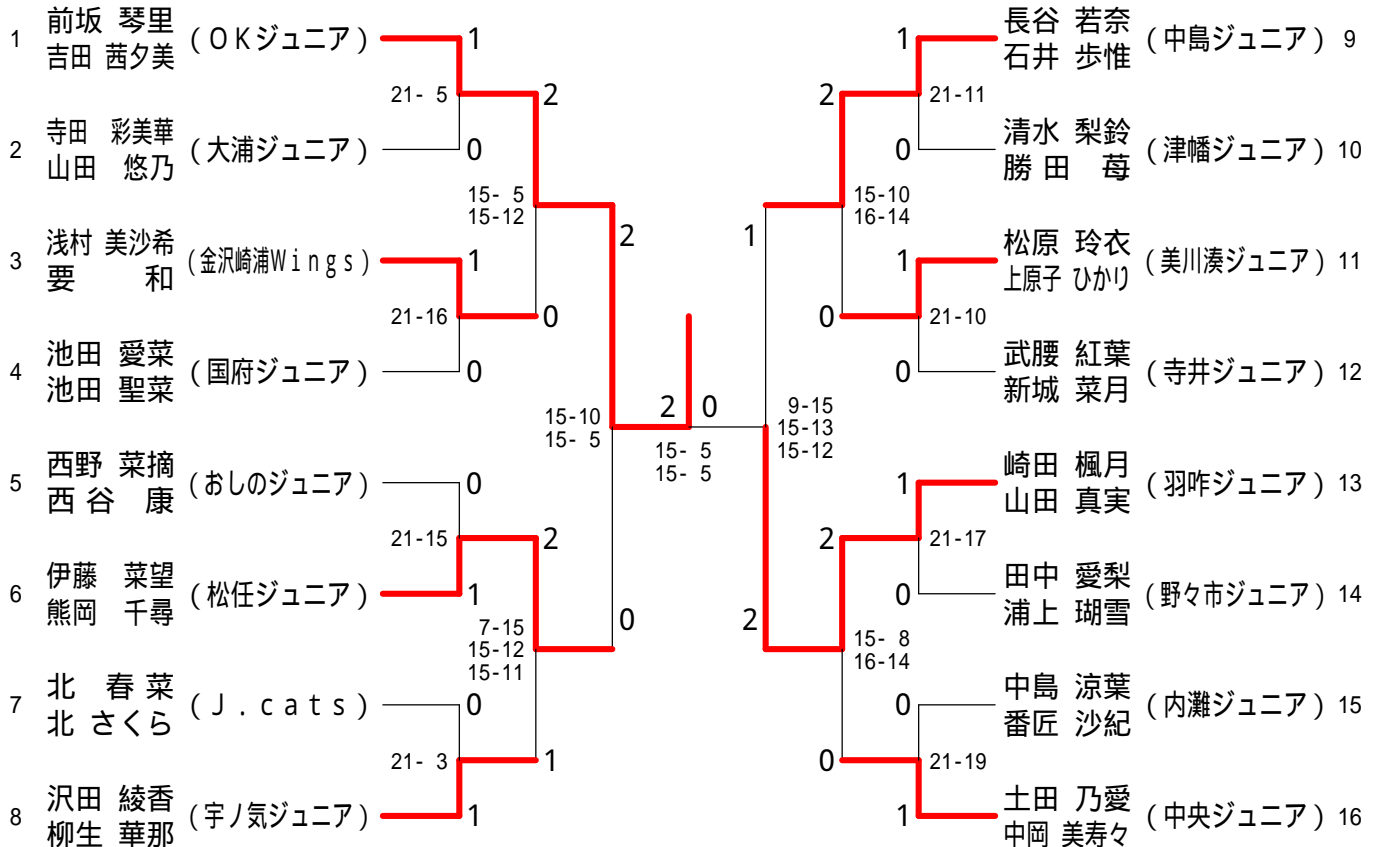 1 前坂 琴里
吉田 茜夕美 (OKジュニア) 1
21- 5 2
2 寺田 彩美華
山田 悠乃 (大浦ジュニア) 0
15- 5
15-12 2
3 浅村 美沙希
要 和 (金沢崎浦Wings) 1
21-16 0
4 池田 愛菜
池田 聖菜 (国府ジュニア) 0
15-10
15- 5
5 西野 菜摘
西谷 康 (おしのジュニア) 0
21-15 2
6 伊藤 菜望
熊岡 千尋 (松任ジュニア) 1
7-15
15-12
15-11 0
7 北 春菜
北 さくら (J.cats) 0
21- 3 1
8 沢田 綾香
柳生 華那 (宇ノ気ジュニア) 1
2 0
15- 5
15- 5
1 長谷 若奈
石井 歩惟 (中島ジュニア) 9
2 21-11
0 清水 梨鈴
勝田 苺 (津幡ジュニア) 10
1 15-10
16-14
1 松原 玲衣
上原子 ひかり (美川湊ジュニア) 11
0 21-10
0 武腰 紅葉
新城 菜月 (寺井ジュニア) 12
9-15
15-13
15-12
1 崎田 楓月
山田 真実 (羽咋ジュニア) 13
2 21-17
0 田中 愛梨
浦上 瑚雪 (野々市ジュニア) 14
2 15- 8
16-14
0 中島 涼葉
番匠 沙紀 (内灘ジュニア) 15
0 21-19
1 土田 乃愛
中岡 美寿々 (中央ジュニア) 16